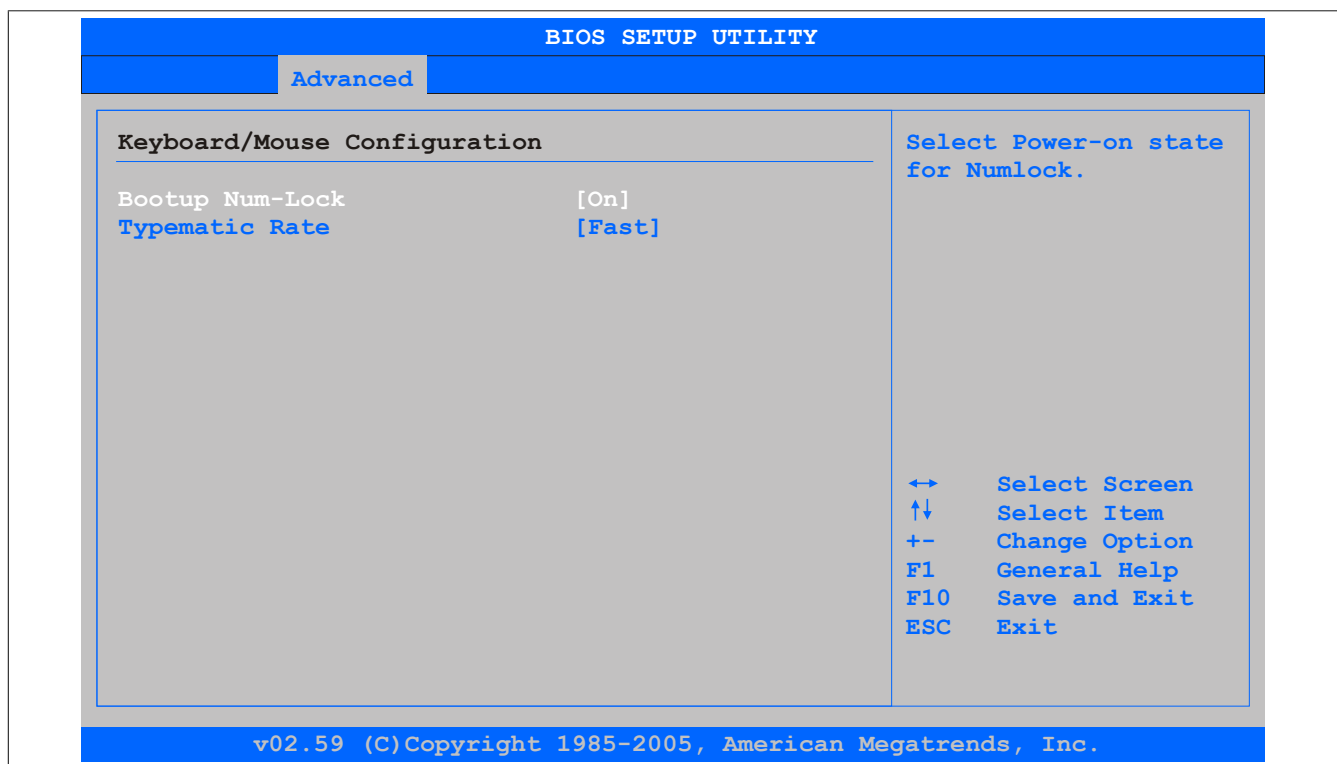 BIOS SETUP UTILITY
Advanced
Keyboard/Mouse Configuration
Bootup Num-Lock [On]
Typematic Rate [Fast]
Select Power-on state
for Numlock.
↔ Select Screen
↑↓ Select Item
+- Change Option
F1 General Help
F10 Save and Exit
ESC Exit
v02.59 (C)Copyright 1985-2005, American Megatrends, Inc.